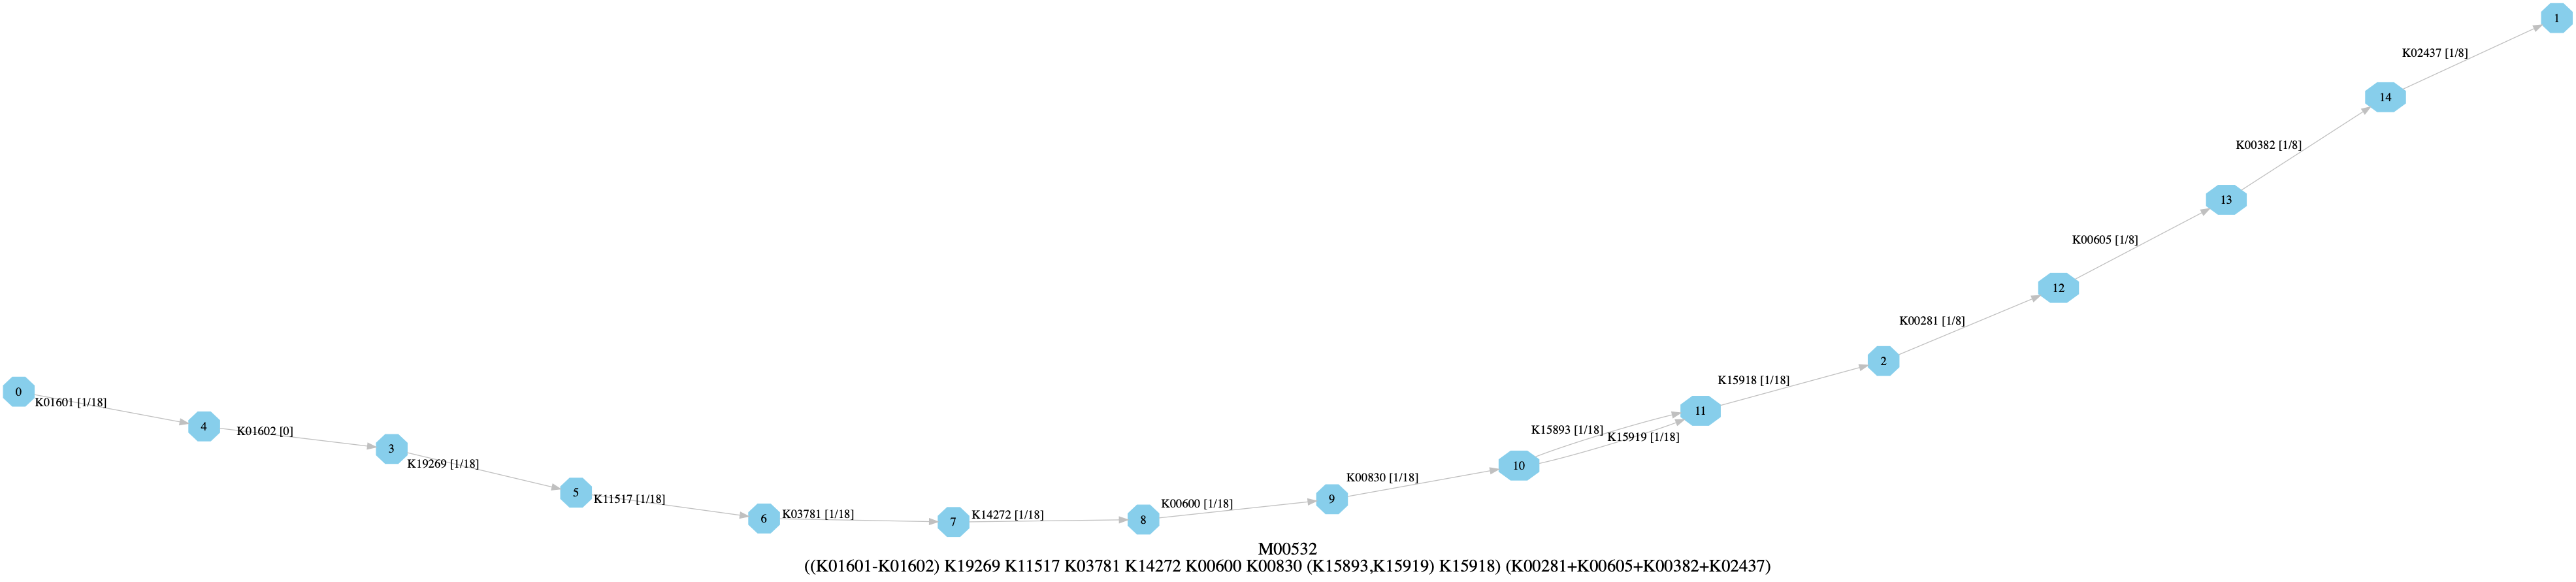 0
K01601 [1/18]
4
K01602 [0]
3
K19269 [1/18]
5
K11517 [1/18]
6
K03781 [1/18]
7
K14272 [1/18]
8
K00600 [1/18]
9
K00830 [1/18]
10
K15893 [1/18]
K15919 [1/18]
11
K15918 [1/18]
2
K00281 [1/8]
12
K00605 [1/8]
13
K00382 [1/8]
14
K02437 [1/8]
1
M00532
((K01601-K01602) K19269 K11517 K03781 K14272 K00600 K00830 (K15893,K15919) K15918) (K00281+K00605+K00382+K02437)